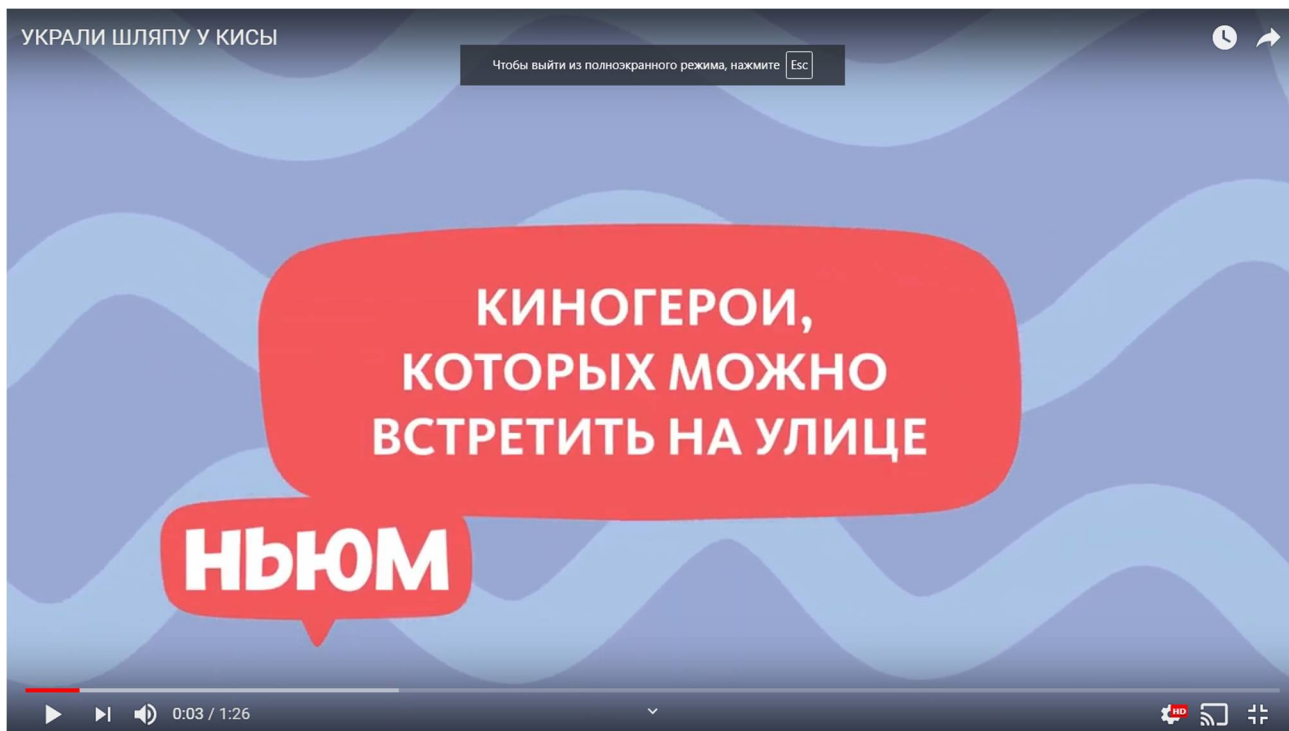 УКРАЛИ ШЛЯПУ У КИСЫ
Чтобы выйти из полноэкранного режима, нажмите Esc
КИНОГЕРОИ,
КОТОРЫХ МОЖНО
ВСТРЕТИТЬ НА УЛИЦЕ
НЬЮМ
0:03 / 1:26
HD